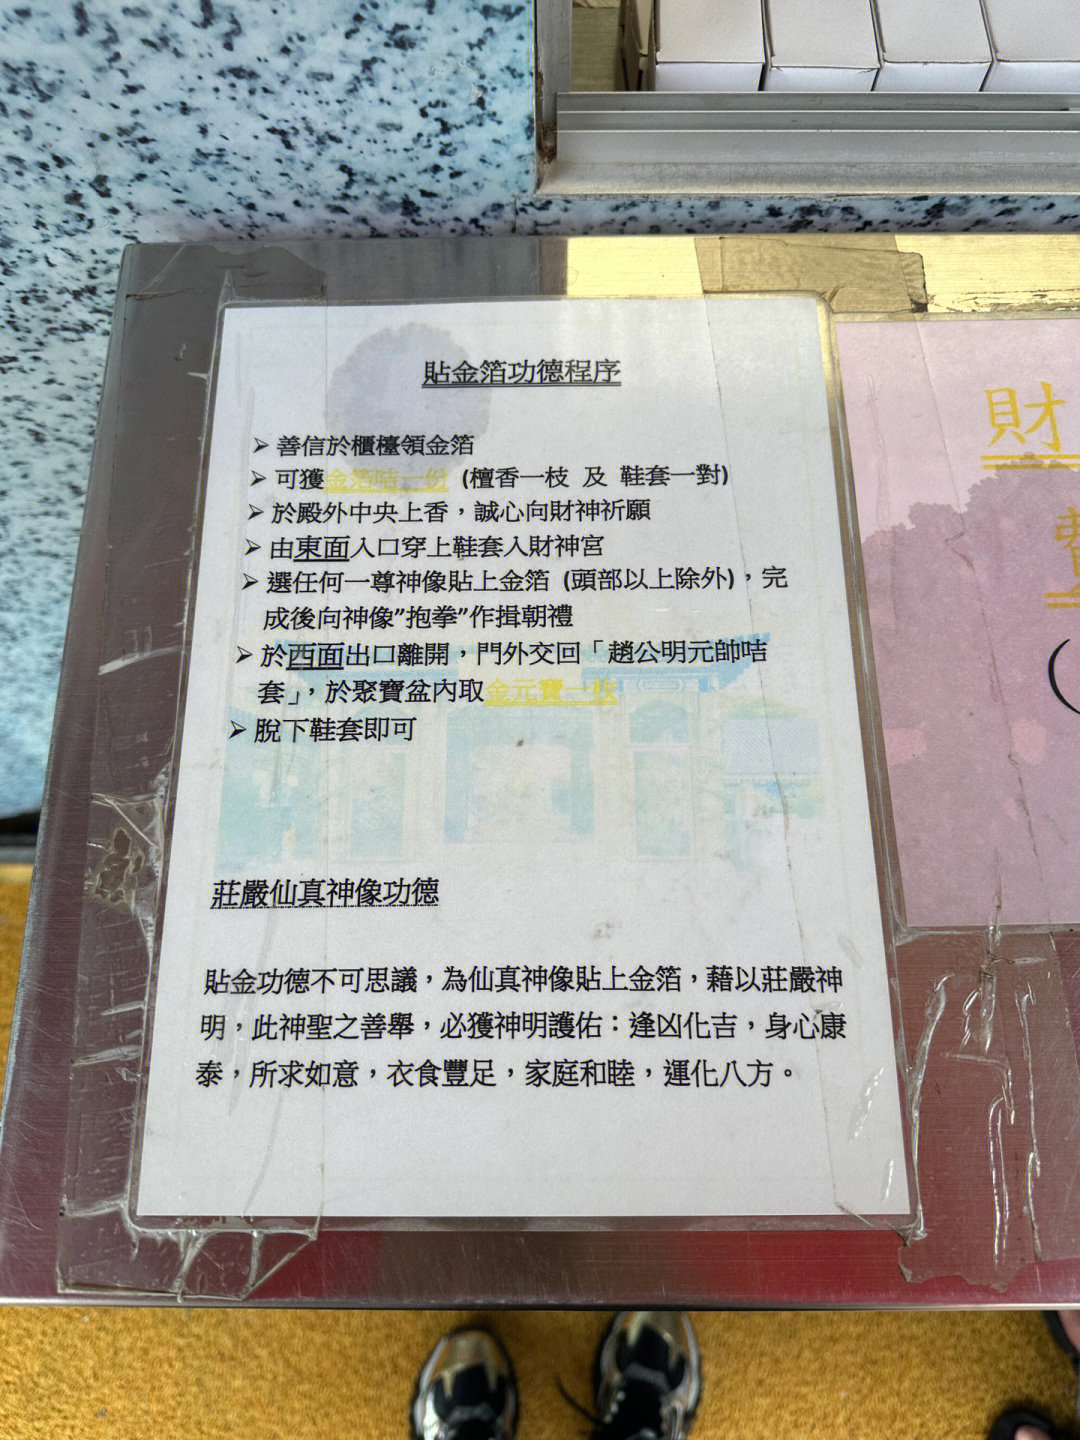 貼金箔功德程序
➢ 善信於櫃檯領金箔
➢ 可獲金箔咭一份 (檀香一枝 及 鞋套一對)
➢ 於殿外中央上香，誠心向財神祈願
➢ 由東面入口穿上鞋套入財神宮
➢ 選任何一尊神像貼上金箔 (頭部以上除外)，完
成後向神像”抱拳”作揖朝禮
➢ 於西面出口離開，門外交回「趙公明元帥咭
套」，於聚寶盆內取金元寶一枚
➢ 脫下鞋套即可
莊嚴仙真神像功德
貼金功德不可思議，為仙真神像貼上金箔，藉以莊嚴神
明，此神聖之善舉，必獲神明護佑：逢凶化吉，身心康
泰，所求如意，衣食豐足，家庭和睦，運化八方。
財
(